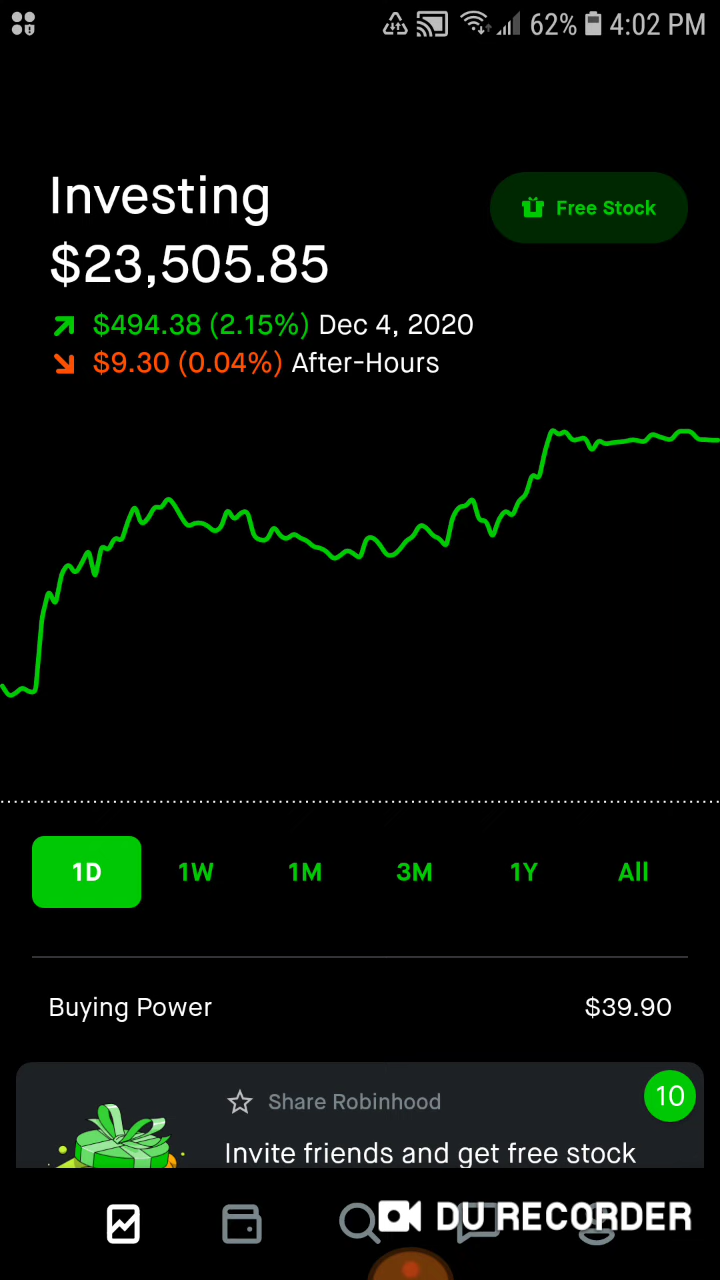 62% 4:02 PM
Investing
$23,505.85
Free Stock
$494.38 (2.15%) Dec 4, 2020
$9.30 (0.04%) After-Hours
1D 1W 1M 3M 1Y All
Buying Power $39.90
Share Robinhood 10
Invite friends and get free stock
DU RECORDER